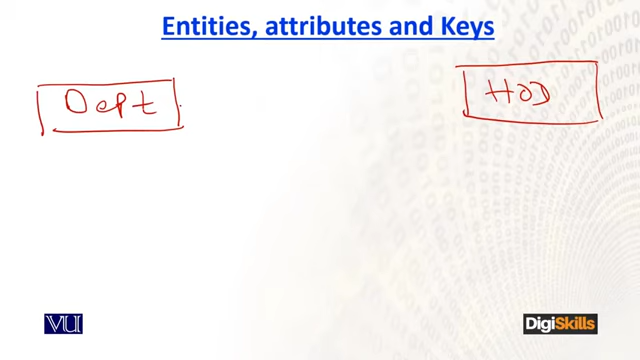 Entities, attributes and Keys
Dept
HOD
VU
DigiSkills